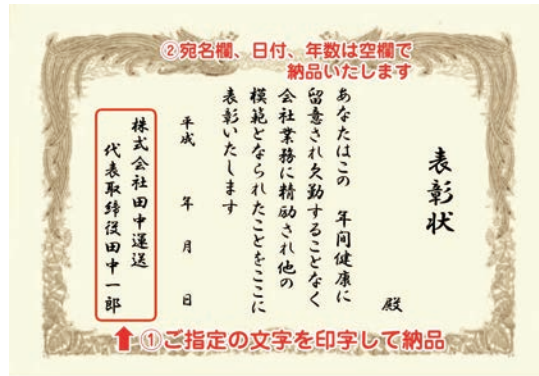 ②宛名欄、日付、年数は空欄で
納品いたします
表彰状
殿
あなたはこの　年間健康に
留意され欠勤することなく
会社業務に精励され他の
模範となられたことをここに
表彰いたします
平成　年　月　日
株式会社田中運送
代表取締役田中一郎
①ご指定の文字を印字して納品